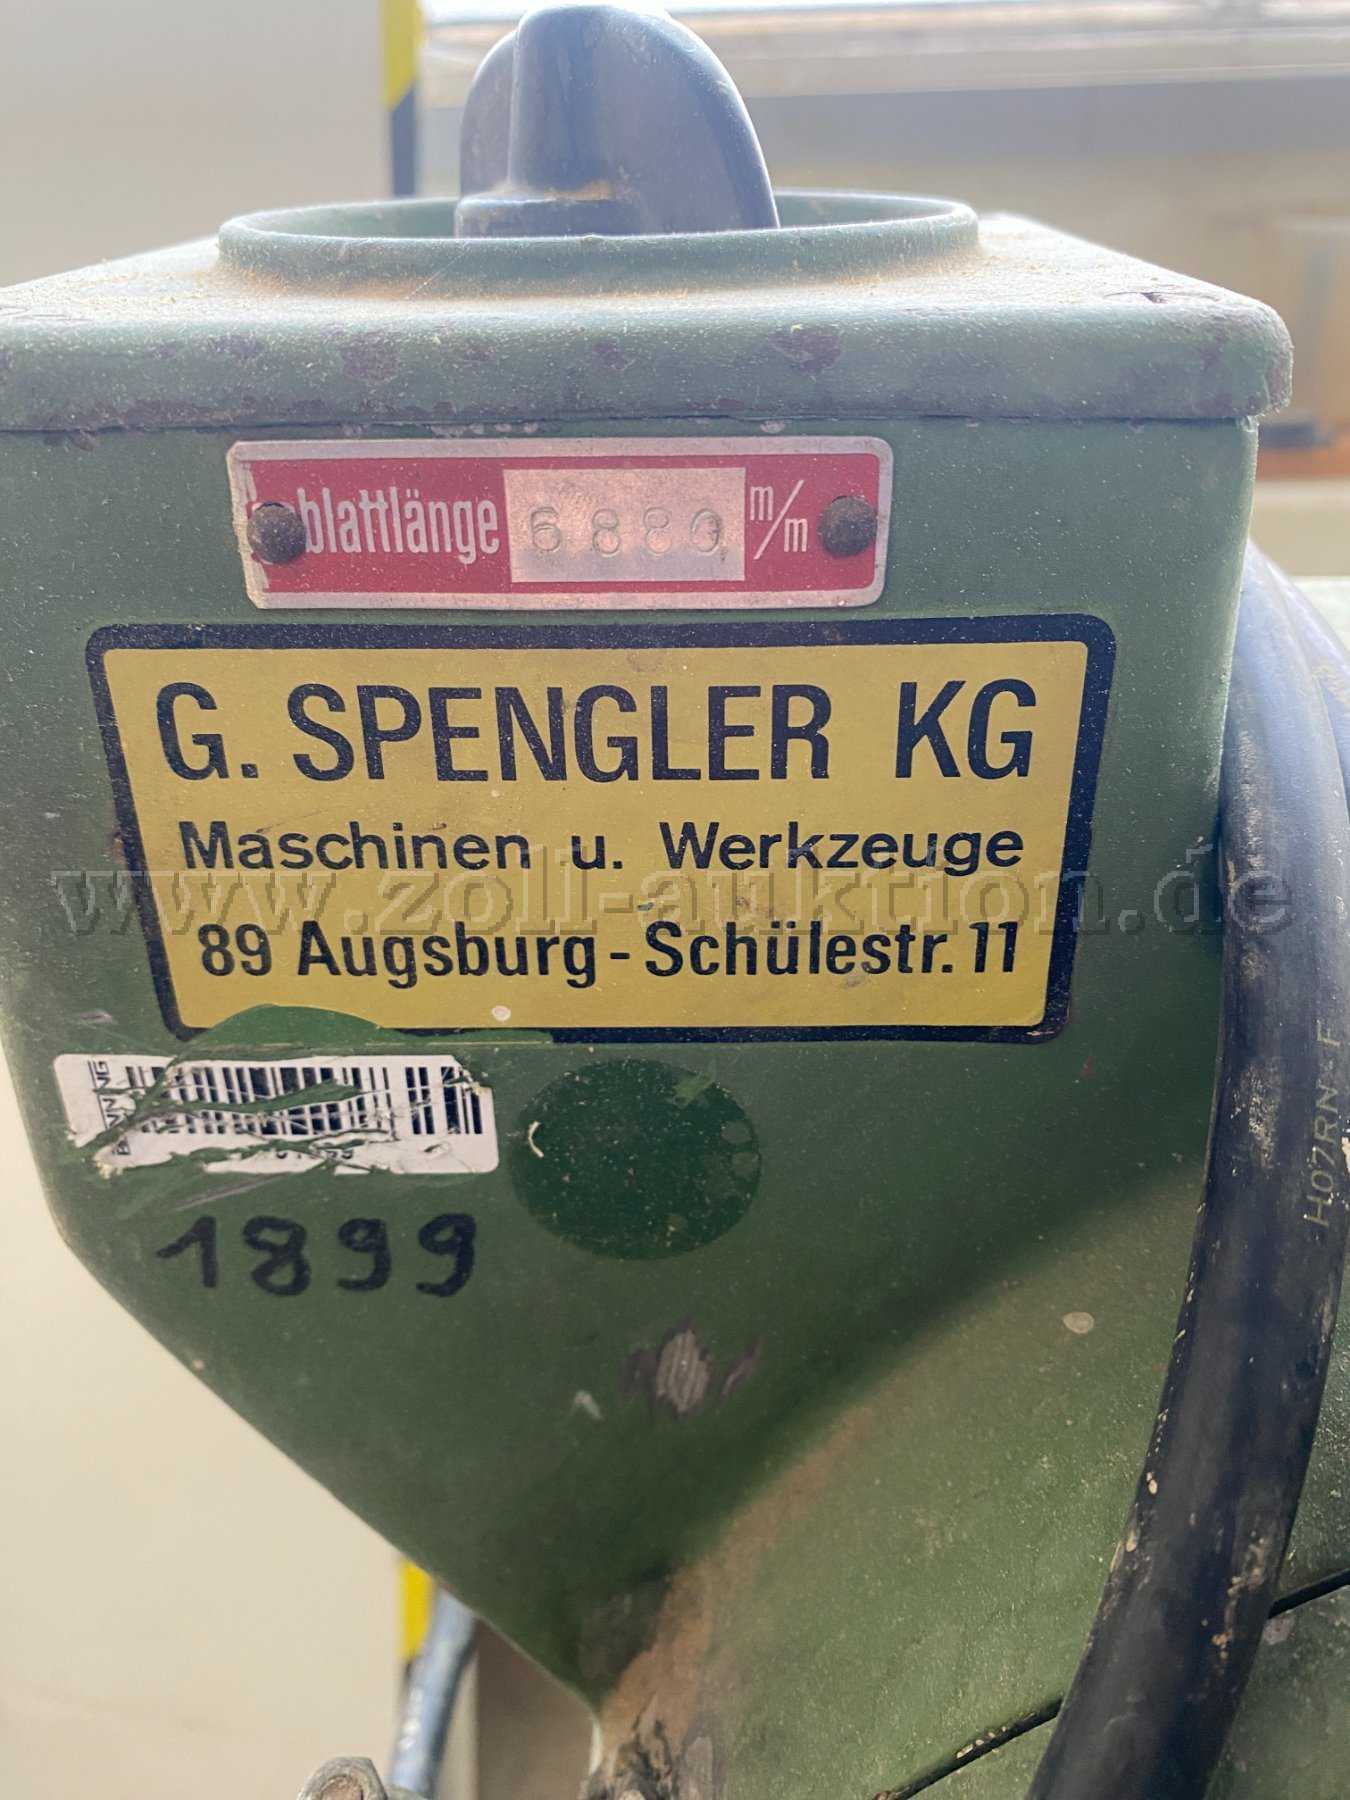 blattlänge 6880 m/m
G. SPENGLER KG
Maschinen u. Werkzeuge
www.zoll-auktion.de
89 Augsburg - Schülestr. 11
1899
H07RN-F